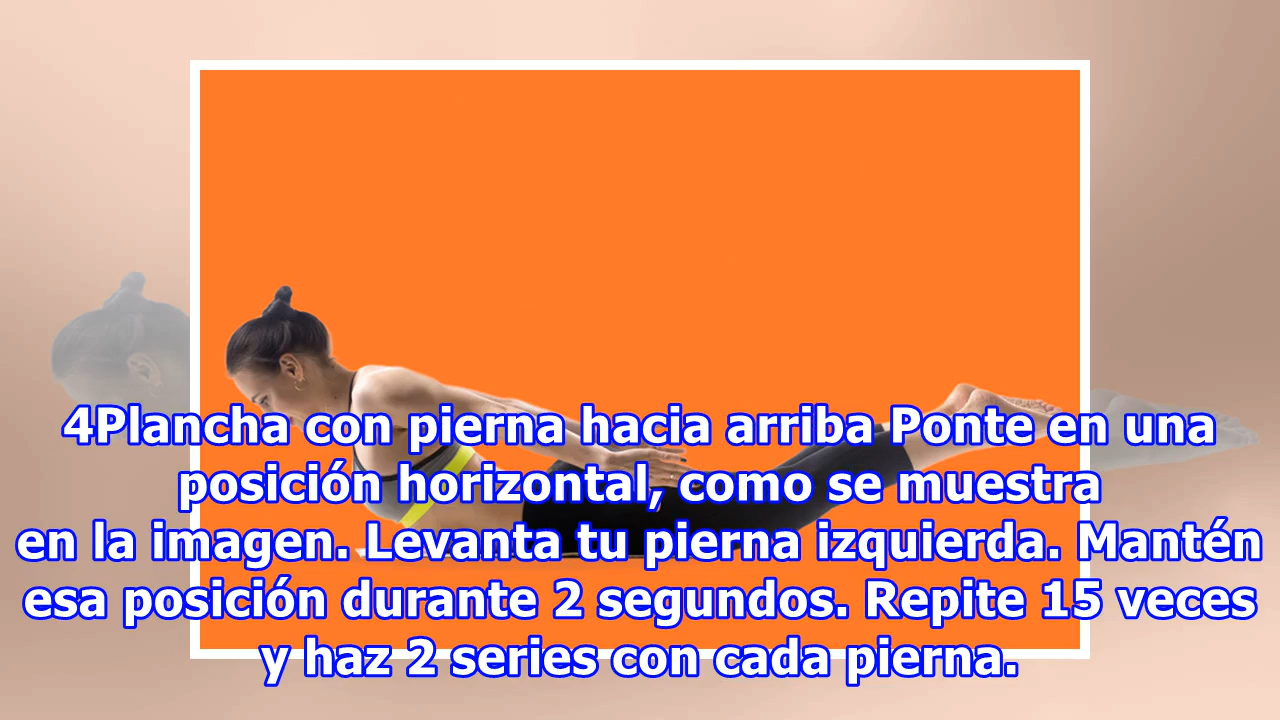 4Plancha con pierna hacia arriba Ponte en una
posición horizontal, como se muestra
en la imagen. Levanta tu pierna izquierda. Mantén
esa posición durante 2 segundos. Repite 15 veces
y haz 2 series con cada pierna.